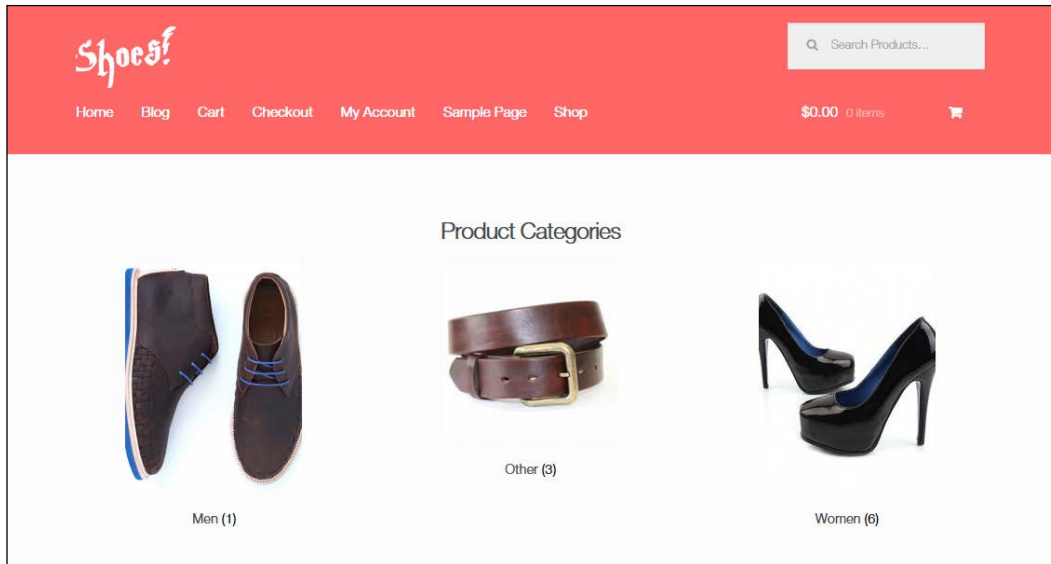 Shoes!
Search Products...
Home Blog Cart Checkout My Account Sample Page Shop
$0.00 0 items
Product Categories
Men (1)
Other (3)
Women (6)